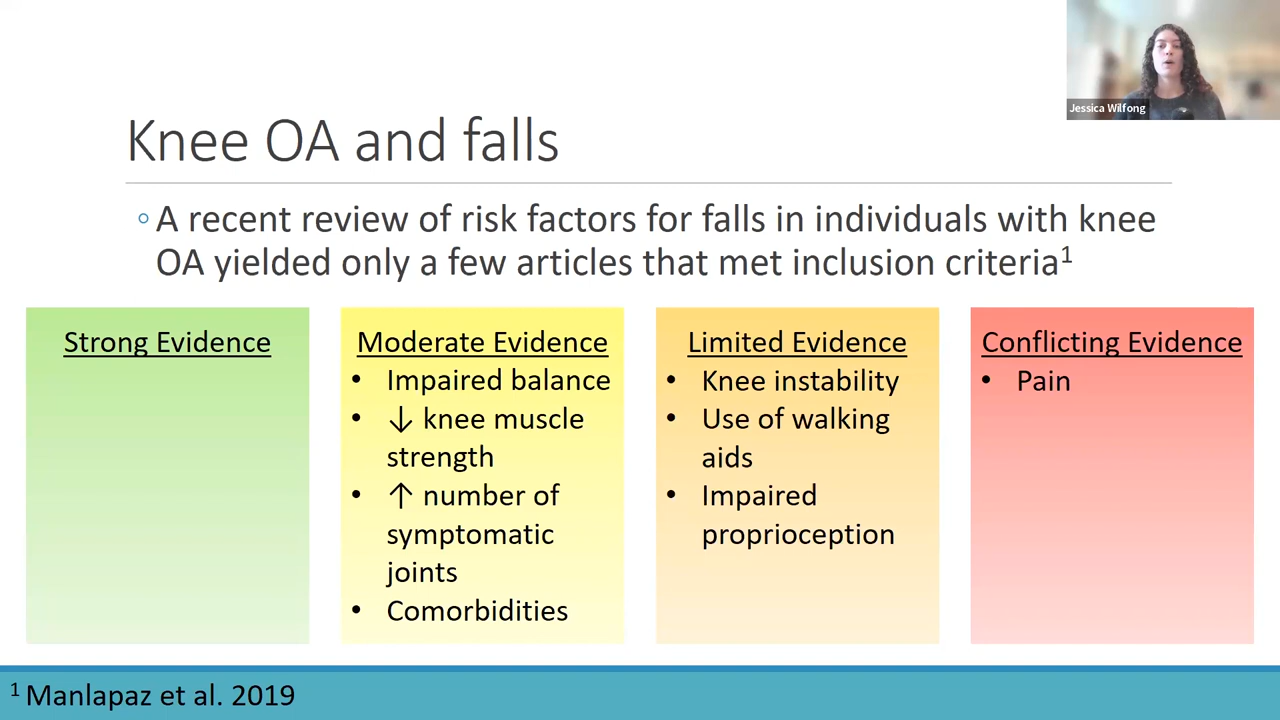 Jessica Wilfong
Knee OA and falls
◦ A recent review of risk factors for falls in individuals with knee
OA yielded only a few articles that met inclusion criteria¹
Strong Evidence
Moderate Evidence
• Impaired balance
• ↓ knee muscle
strength
• ↑ number of
symptomatic
joints
• Comorbidities
Limited Evidence
• Knee instability
• Use of walking
aids
• Impaired
proprioception
Conflicting Evidence
• Pain
¹ Manlapaz et al. 2019